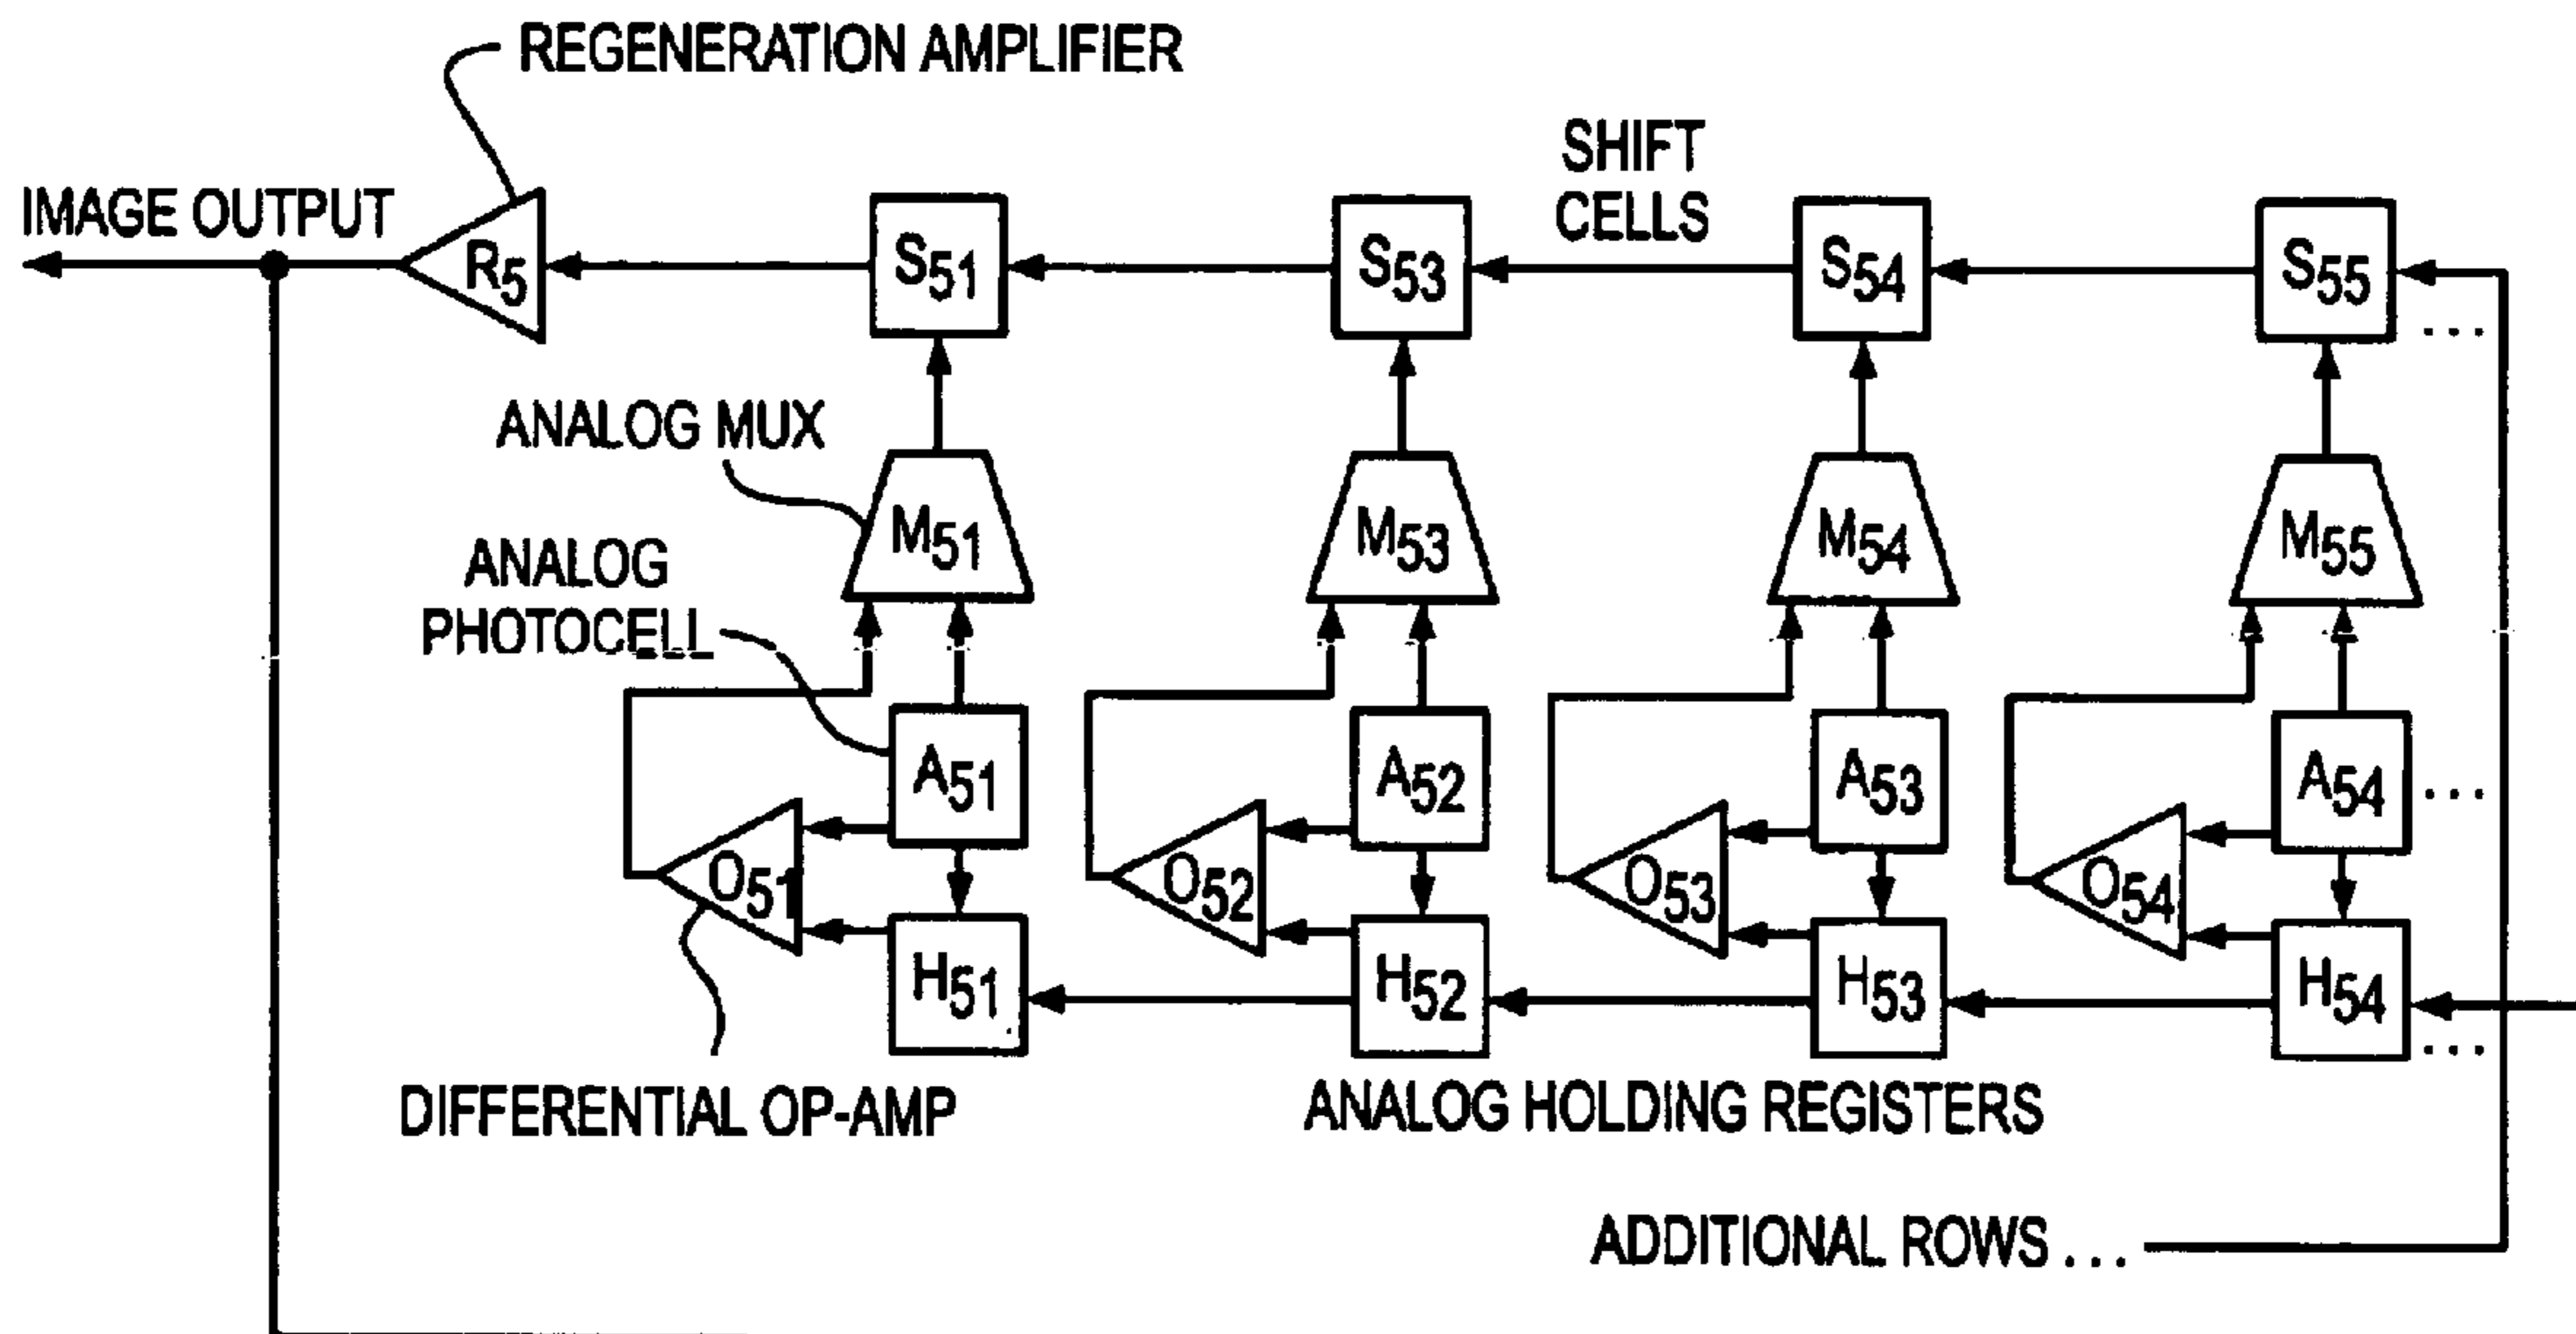 REGENERATION AMPLIFIER
SHIFT
CELLS
IMAGE OUTPUT
R5
S51
S53
S54
S55
...
ANALOG MUX
M51
M53
M54
M55
ANALOG
PHOTOCELL
A51
A52
A53
A54
...
O51
O52
O53
O54
H51
H52
H53
H54
...
DIFFERENTIAL OP-AMP
ANALOG HOLDING REGISTERS
ADDITIONAL ROWS ...